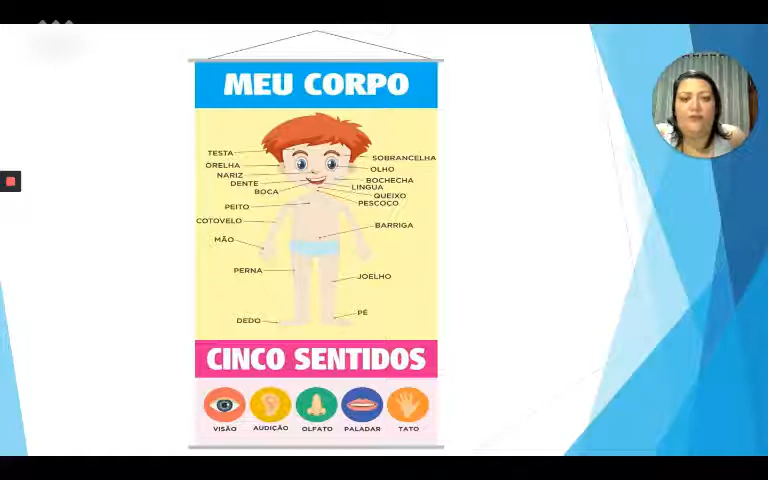 MEU CORPO
TESTA
SOBRANCELHA
ORELHA
OLHO
NARIZ
BOCHECHA
DENTE
LINGUA
BOCA
QUEIXO
PESCOÇO
PEITO
COTOVELO
BARRIGA
MÃO
PERNA
JOELHO
PÉ
DEDO
CINCO SENTIDOS
VISÃO AUDIÇÃO OLFATO PALADAR TATO